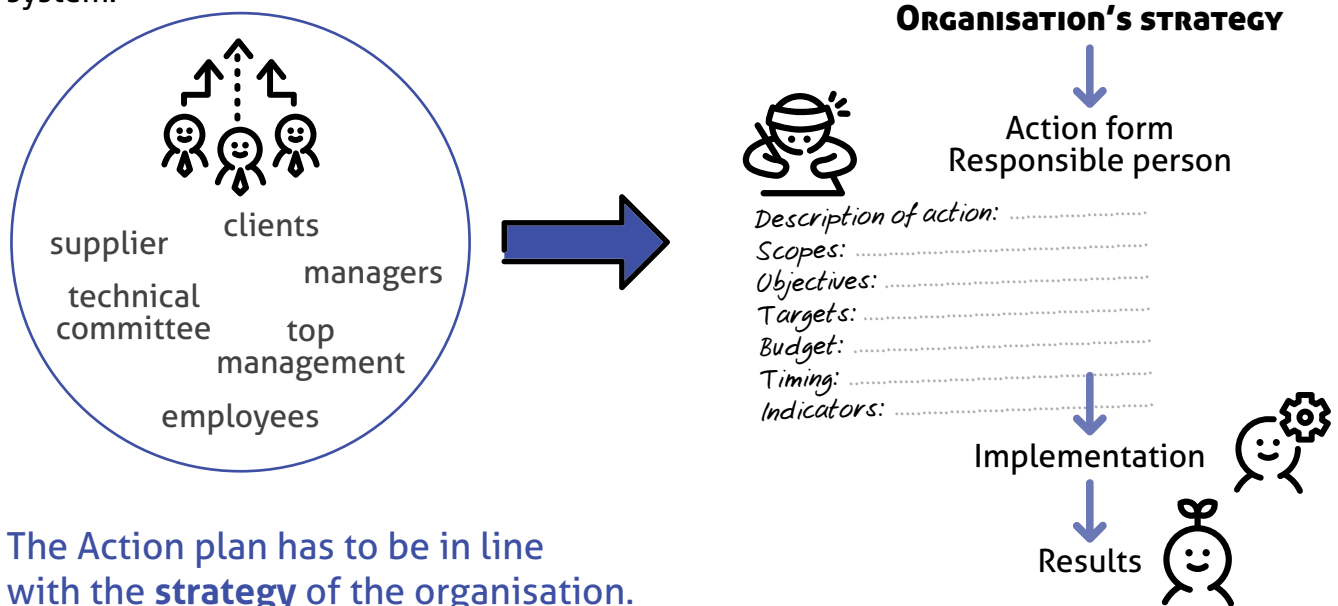 system.
clients
supplier
managers
technical
committee
top
management
employees
The Action plan has to be in line
with the strategy of the organisation.
Organisation's strategy
Action form
Responsible person
Description of action:
Scopes:
Objectives:
Targets:
Budget:
Timing:
Indicators:
Implementation
Results